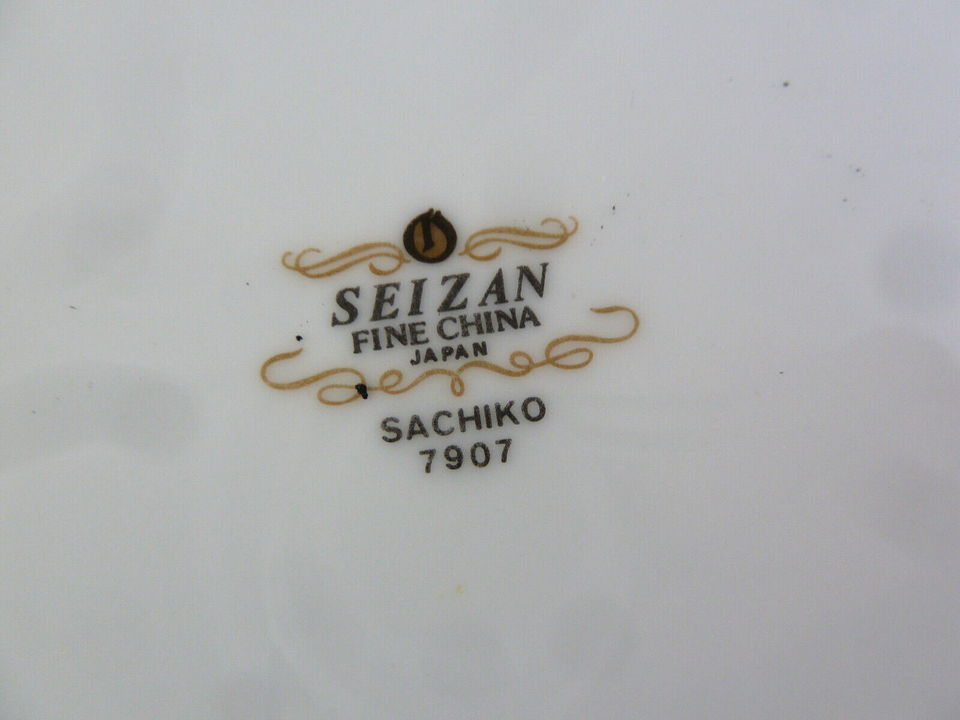 SEIZAN
FINE CHINA
JAPAN
SACHIKO
7907